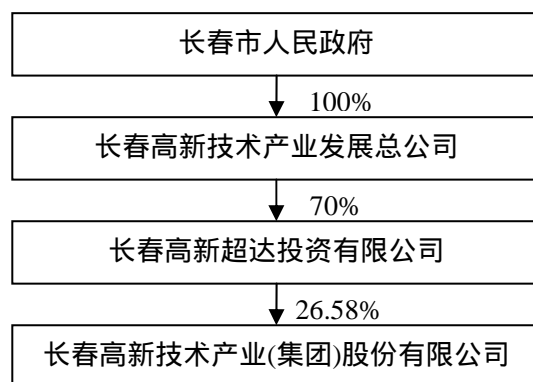 长春市人民政府
100%
长春高新技术产业发展总公司
70%
长春高新超达投资有限公司
26.58%
长春高新技术产业(集团)股份有限公司